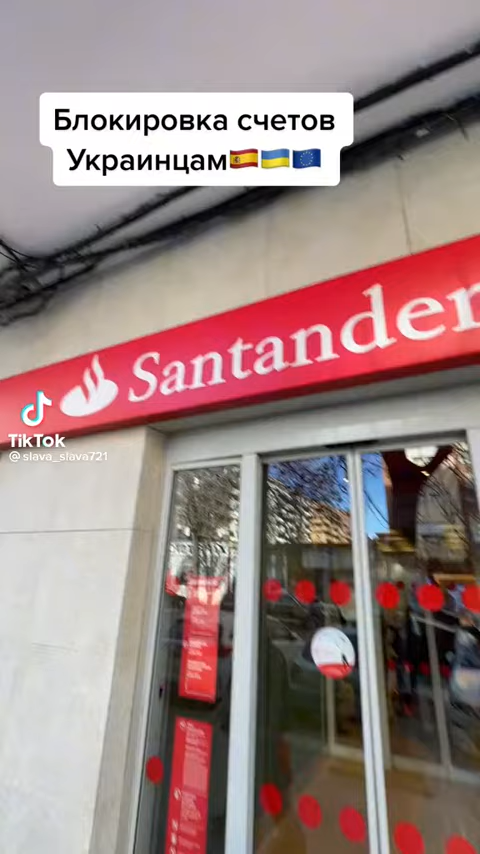 Блокировка счетов
Украинцам🇪🇸🇺🇦🇪🇺
Santander
TikTok
@slava_slava721